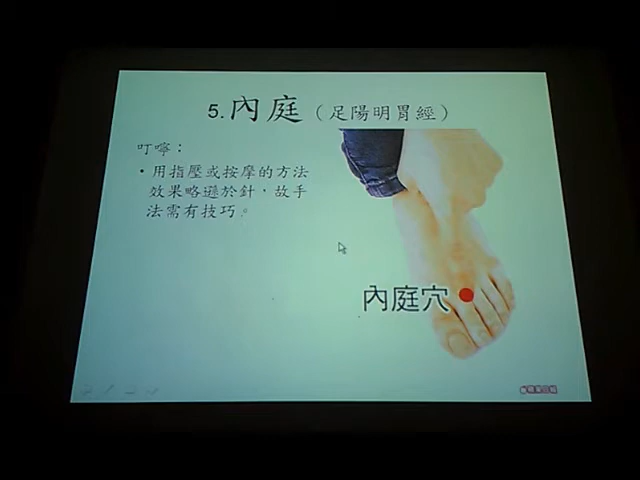 5.內庭（足陽明胃經）
叮嚀：
•用指壓或按摩的方法
效果略遜於針，故手
法需有技巧。
內庭穴